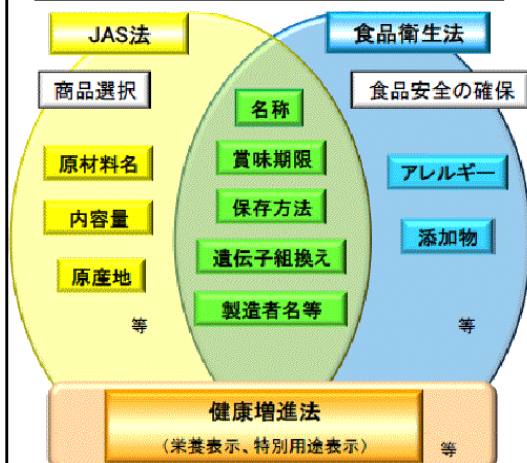 JAS法
食品衛生法
商品選択
食品安全の確保
名称
原材料名
賞味期限
アレルギー
内容量
保存方法
添加物
原産地
遺伝子組換え
製造者名等
等
等
健康増進法
(栄養表示、特別用途表示)
等